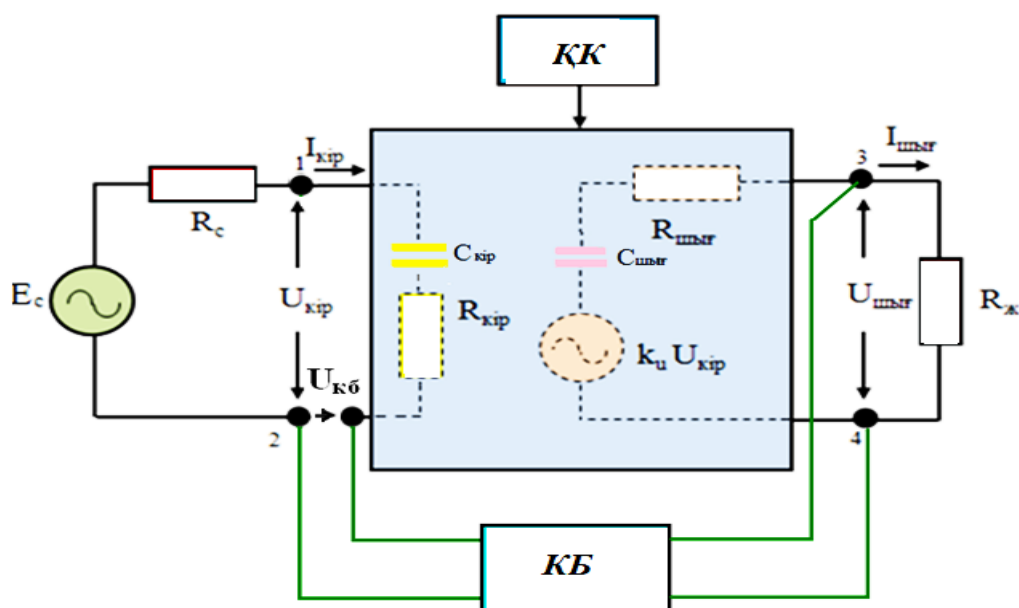 ҚК
1
Iкір
3
Iшығ
Rс
Rшығ
Cкір
Cшығ
Eс
Uкір
Rкір
Uшығ
Rж
ku Uкір
Uкб
2
4
КБ